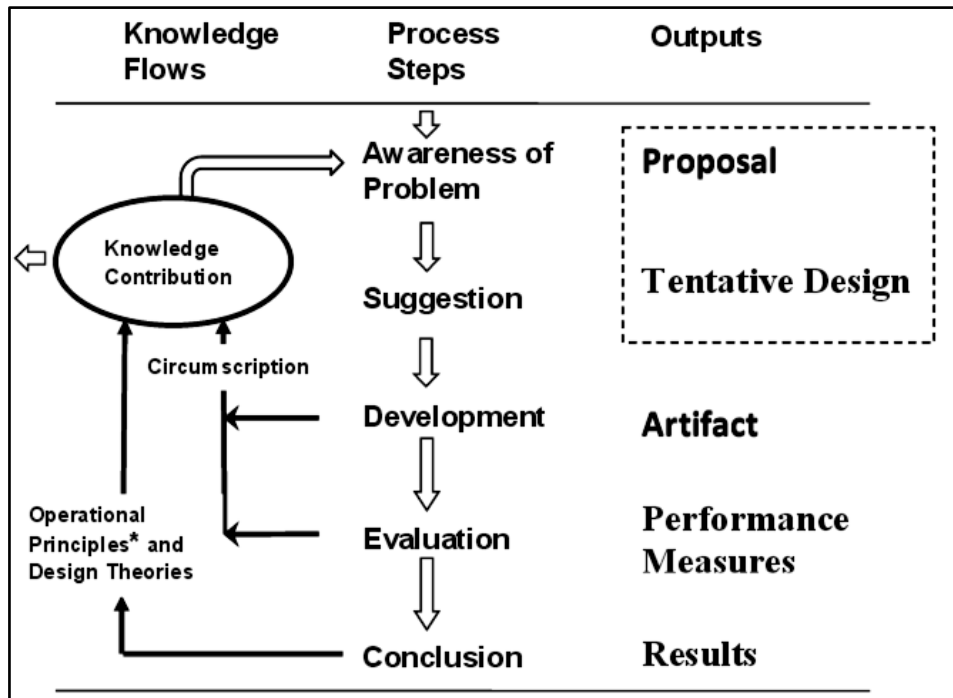 Knowledge
Flows
Process
Steps
Outputs
Awareness of
Problem
Proposal
Knowledge
Contribution
Suggestion
Tentative Design
Circumscription
Development
Artifact
Operational
Principles* and
Design Theories
Evaluation
Performance
Measures
Conclusion
Results